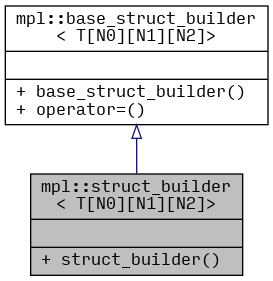 mpl::base_struct_builder
< T[N0][N1][N2]>
+ base_struct_builder()
+ operator=()
mpl::struct_builder
< T[N0][N1][N2]>
+ struct_builder()